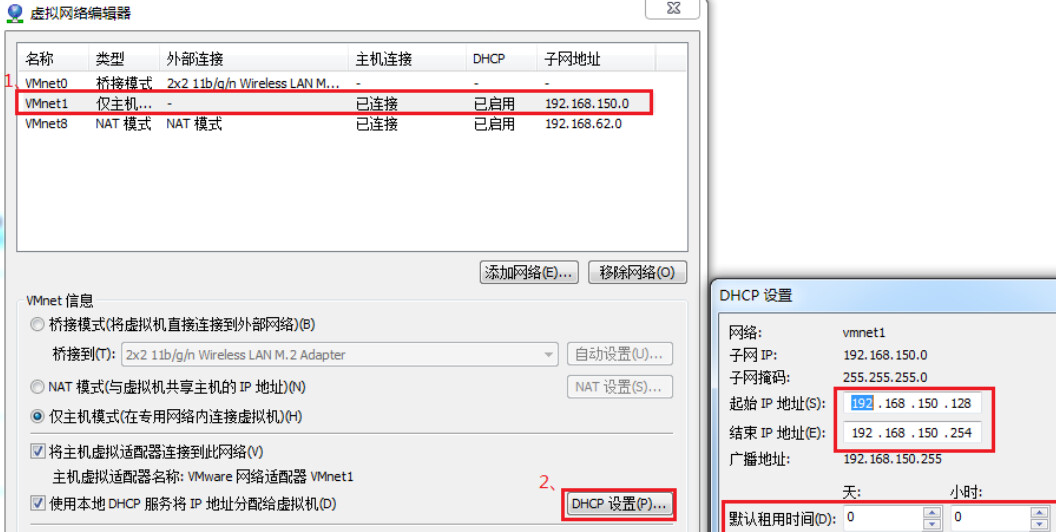 虚拟网络编辑器
名称 类型 外部连接 主机连接 DHCP 子网地址
1、
VMnet0 桥接模式 2x2 11b/g/n Wireless LAN M... - - -
VMnet1 仅主机... - 已连接 已启用 192.168.150.0
VMnet8 NAT 模式 NAT 模式 已连接 已启用 192.168.62.0
添加网络(E)... 移除网络(O)
VMnet 信息
桥接模式(将虚拟机直接连接到外部网络)(B)
桥接到(T): 2x2 11b/g/n Wireless LAN M.2 Adapter 自动设置(U)...
NAT 模式(与虚拟机共享主机的 IP 地址)(N) NAT 设置(S)...
仅主机模式(在专用网络内连接虚拟机)(H)
将主机虚拟适配器连接到此网络(V)
主机虚拟适配器名称: VMware 网络适配器 VMnet1
2、
使用本地 DHCP 服务将 IP 地址分配给虚拟机(D) DHCP 设置(P)...
DHCP 设置
网络: vmnet1
子网 IP: 192.168.150.0
子网掩码: 255.255.255.0
起始 IP 地址(S): 192 .168 .150 .128
结束 IP 地址(E): 192 .168 .150 .254
广播地址: 192.168.150.255
天: 小时:
默认租用时间(D): 0 0